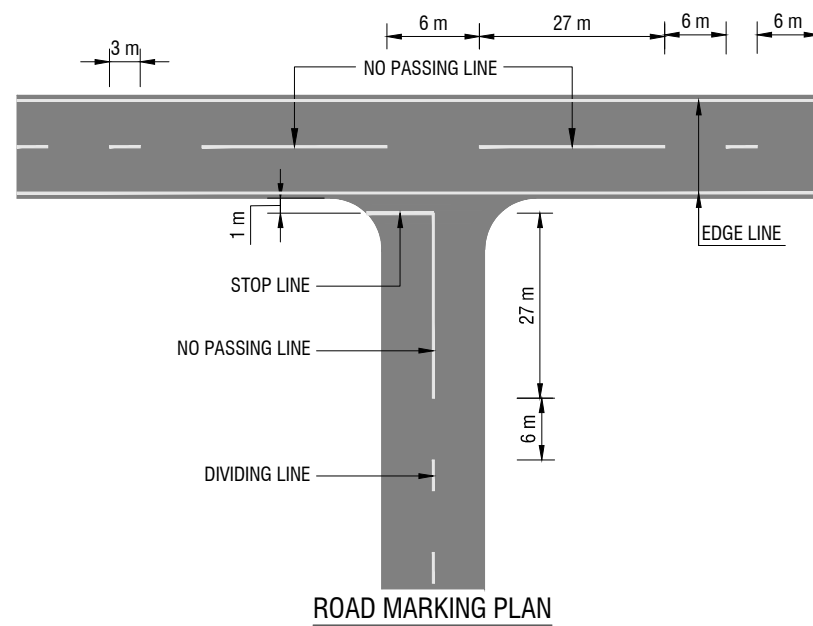 6 m
27 m
6 m
6 m
3 m
NO PASSING LINE
1 m
EDGE LINE
STOP LINE
27 m
NO PASSING LINE
6 m
DIVIDING LINE
ROAD MARKING PLAN